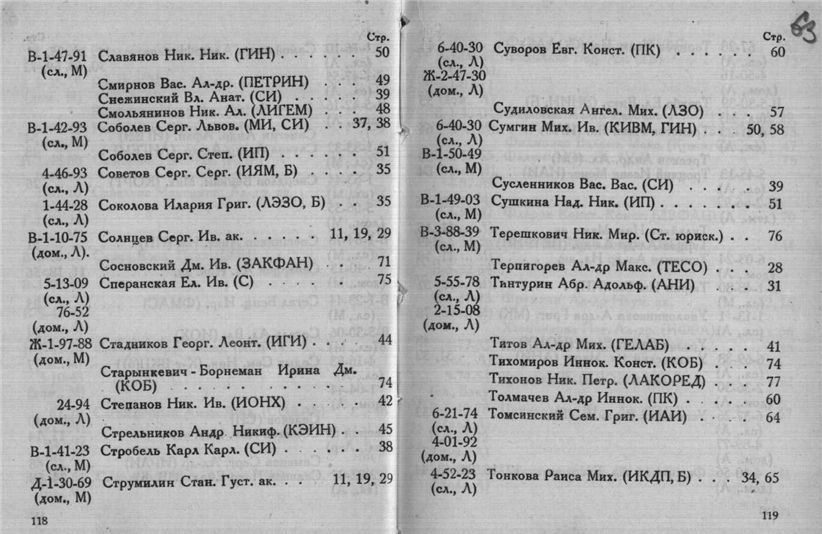 Стр.
В-1-47-91 Славянов Ник. Ник. (ГИН) . . . . . . 50
(сл., М)
Смирнов Вас. Ал-др. (ПЕТРИН) . . . . 49
Снежинский Вл. Анат. (СИ) . . . . . . 39
Смольянинов Ник. Ал. (ЛИГЕМ) . . . . 48
В-1-42-93 Соболев Серг. Львов. (МИ, СИ) . . . 37, 38
(сл., М)
Соболев Серг. Степ. (ИП) . . . . . . . 51
4-46-93 Советов Серг. Серг. (ИЯМ, Б) . . . . . 35
(сл., Л)
1-44-28 Соколова Илария Григ. (ЛЭЗО, Б) . . . 35
(сл., Л)
В-1-10-75 Солнцев Серг. Ив. ак. . . . . . . 11, 19, 29
(дом., Л).
Сосновский Дм. Ив. (ЗАКФАН) 71
5-13-09 Сперанская Ел. Ив. (С) . . . . . . . . 75
(сл., Л)
76-52
(дом., Л)
Ж-1-97-88 Стадников Георг. Леонт. (ИГИ) . . . . 44
(дом., М)
Старынкевич-Борнеман Ирина Дм.
(КОБ) . . . . . . . . . . . . . 74
24-94 Степанов Ник. Ив. (ИОНХ) . . . . . . 42
(дом., Л)
Стрельников Андр. Никиф. (КЭИН) . . 45
В-1-41-23 Стробель Карл Карл. (СИ) . . . . . . 38
(сл., М)
Д-1-30-69 Струмилин Стан. Густ. ак. . . . 11, 19, 29
(дом., М)
118
63
Стр.
6-40-30 Суворов Евг. Конст. (ПК) . . . . . . . 60
(сл., Л)
Ж-2-47-30
(дом., Л)
Судиловская Ангел. Мих. (ЛЗО) . . . . 57
6-40-30 Сумгин Мих. Ив. (КИВМ, ГИН) . . 50, 58
(сл., Л)
В-1-50-49
(сл., М)
Сусленников Вас. Вас. (СИ) . . . . . . 39
В-1-49-03 Сушкина Над. Ник. (ИП) . . . . . . . 51
(сл., М)
В-3-88-39 Терешкович Ник. Мир. (Ст. юриск.) . . 76
(сл., М)
Терпигорев Ал-др Макс. (ТЕСО) . . . . 28
5-55-78 Тьнтурин Абр. Адольф. (АНИ) . . . . . 31
(сл., Л)
2-15-08
(дом., Л)
Титов Ал-др Мих. (ГЕЛАБ) . . . . . . 41
Тихомиров Иннок. Конст. (КОБ) . . . . 74
Тихонов Ник. Петр. (ЛАКОРЕД) . . . . 77
Толмачев Ал-др Иннок. (ПК) . . . . . 60
6-21-74 Томсинский Сем. Григ. (ИАИ) . . . . . 64
(сл., Л)
4-01-92
(дом., Л)
4-52-23 Тонкова Раиса Мих. (ИКДП, Б) . . . 34, 65
(сл., Л)
119